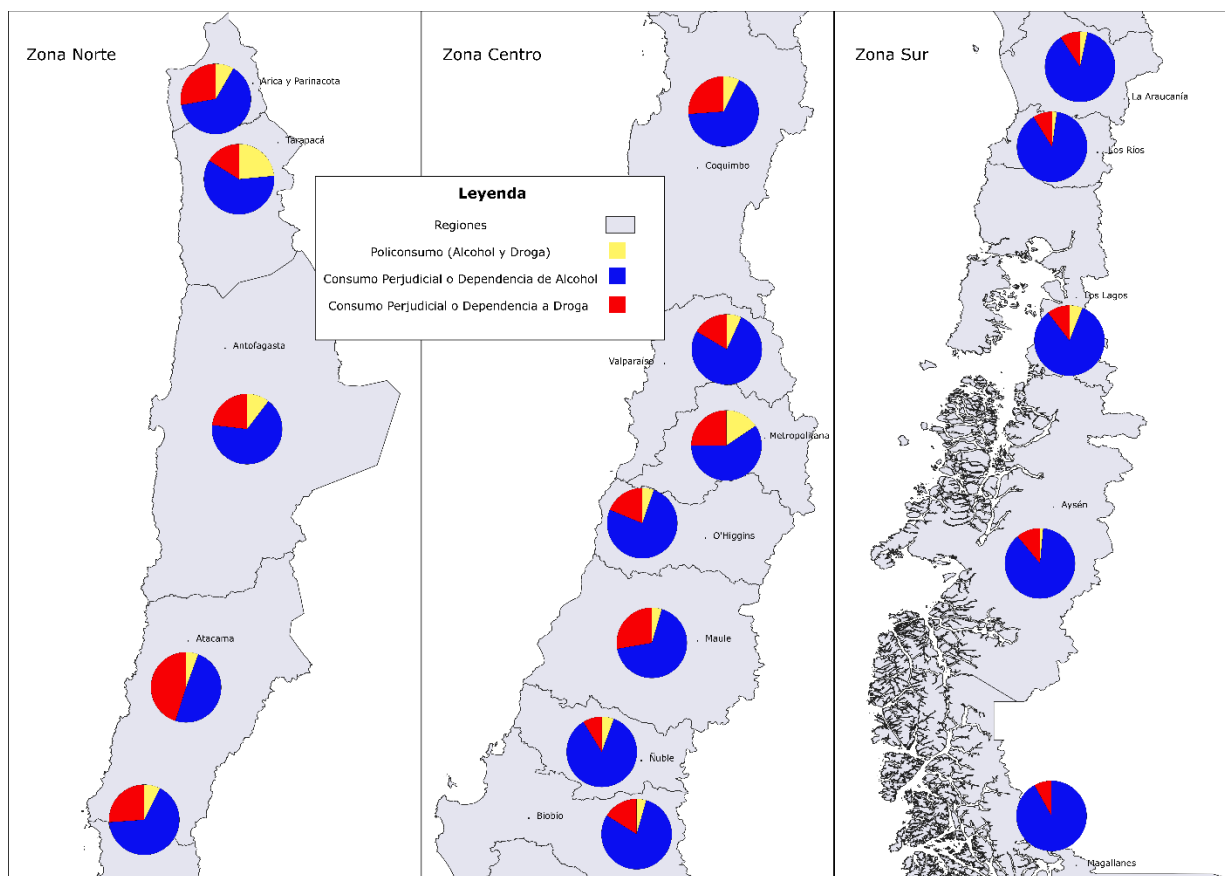 Zona Norte
Arica y Parinacota
Tarapacá
Antofagasta
Atacama
Zona Centro
Coquimbo
Leyenda
Regiones
Policonsumo (Alcohol y Droga)
Consumo Perjudicial o Dependencia de Alcohol
Consumo Perjudicial o Dependencia a Droga
Valparaíso
Metropolitana
O'Higgins
Maule
Ñuble
Biobío
Zona Sur
La Araucanía
Los Ríos
Los Lagos
Aysén
Magallanes